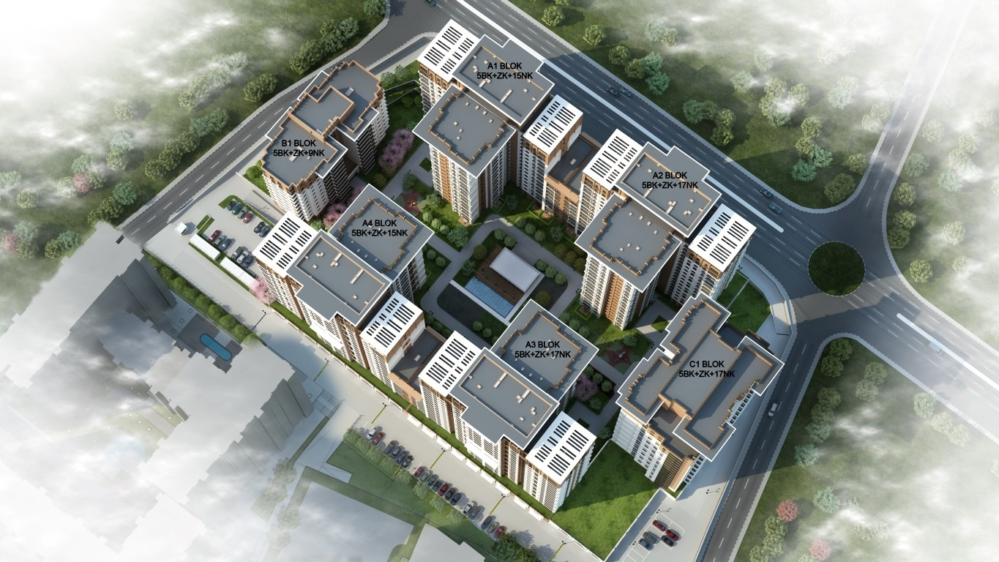 A1 BLOK
5BK+ZK+15NK
B1 BLOK
5BK+ZK+9NK
A2 BLOK
5BK+ZK+17NK
A4 BLOK
5BK+ZK+15NK
A3 BLOK
5BK+ZK+17NK
C1 BLOK
5BK+ZK+17NK